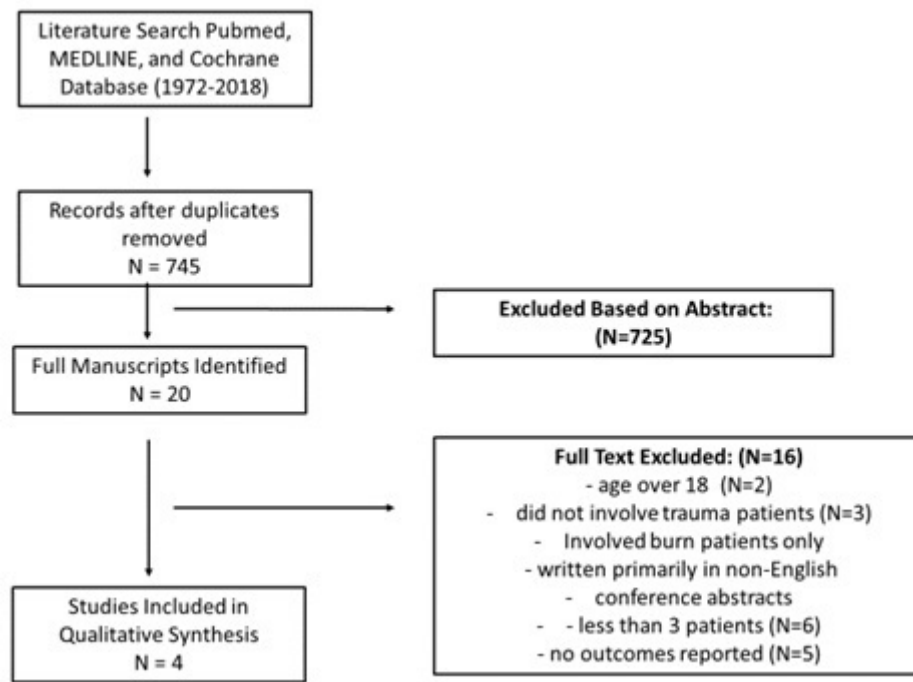 Literature Search Pubmed,
MEDLINE, and Cochrane
Database (1972-2018)
Records after duplicates
removed
N = 745
Excluded Based on Abstract:
(N=725)
Full Manuscripts Identified
N = 20
Full Text Excluded: (N=16)
- age over 18 (N=2)
- did not involve trauma patients (N=3)
- Involved burn patients only
- written primarily in non-English
- conference abstracts
- - less than 3 patients (N=6)
- no outcomes reported (N=5)
Studies Included in
Qualitative Synthesis
N = 4